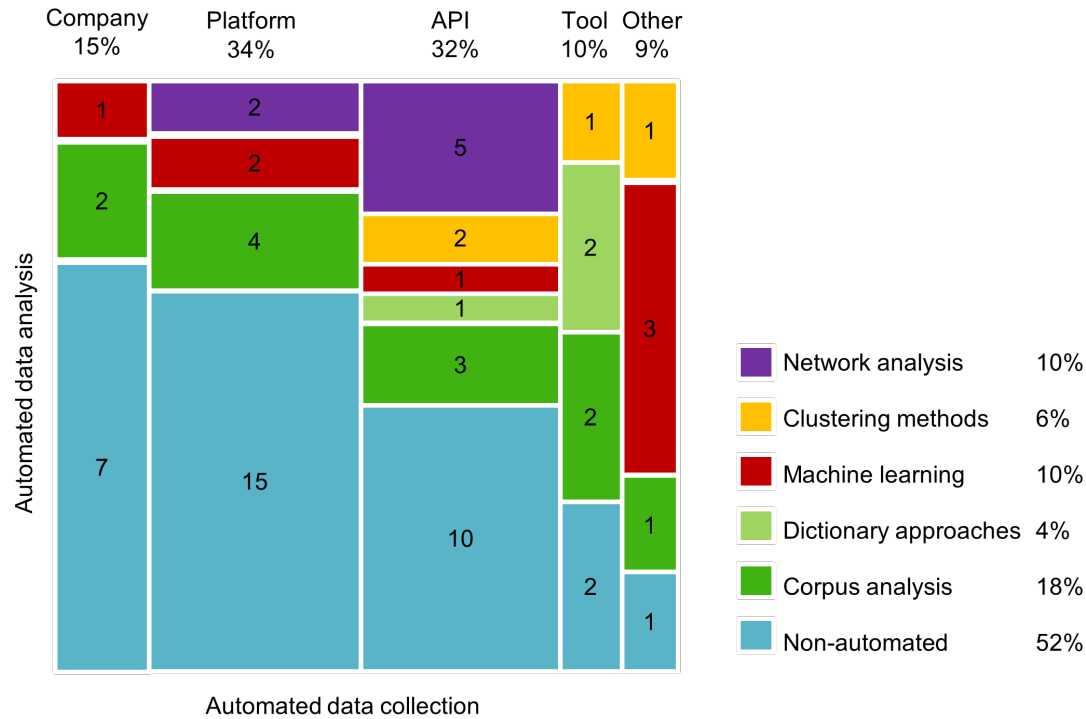 Company Platform API Tool Other
15% 34% 32% 10% 9%
1
2
7
2
2
4
15
5
2
1
1
3
10
1
2
2
2
1
3
1
1
Automated data analysis
Automated data collection
Network analysis 10%
Clustering methods 6%
Machine learning 10%
Dictionary approaches 4%
Corpus analysis 18%
Non-automated 52%